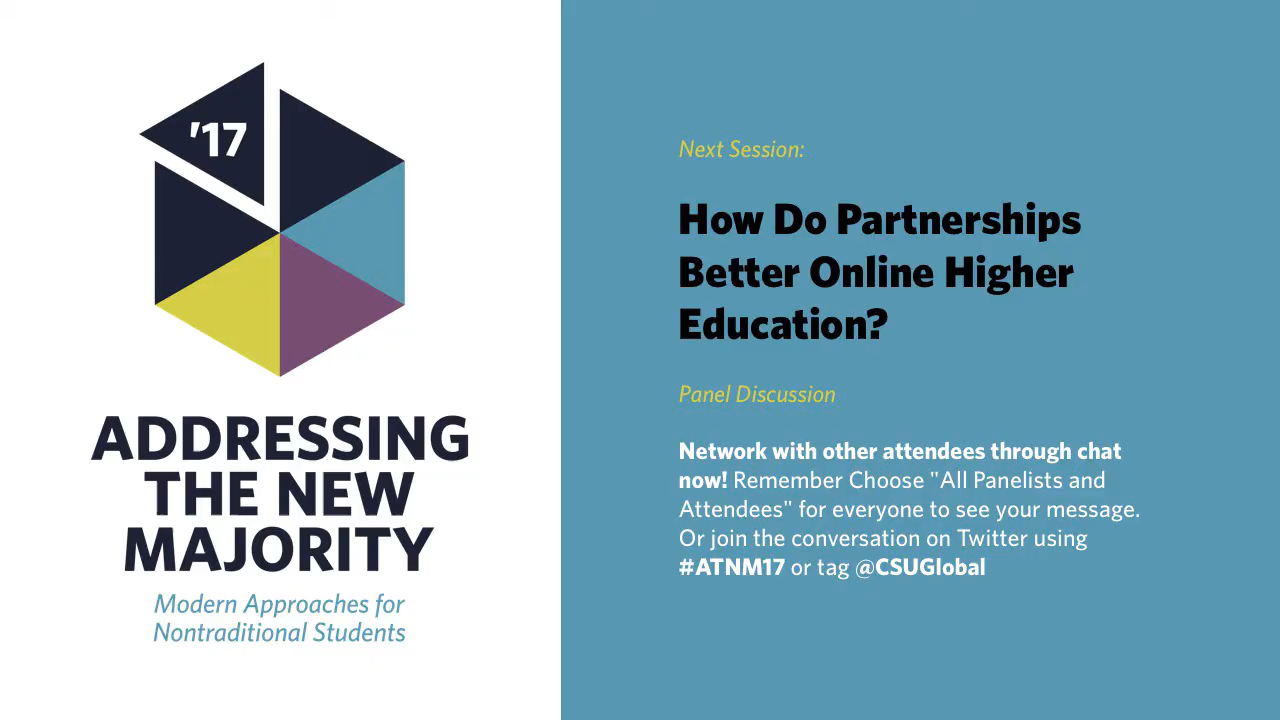 '17
ADDRESSING
THE NEW
MAJORITY
Modern Approaches for
Nontraditional Students
Next Session:
How Do Partnerships
Better Online Higher
Education?
Panel Discussion
Network with other attendees through chat
now! Remember Choose "All Panelists and
Attendees" for everyone to see your message.
Or join the conversation on Twitter using
#ATNM17 or tag @CSUGlobal